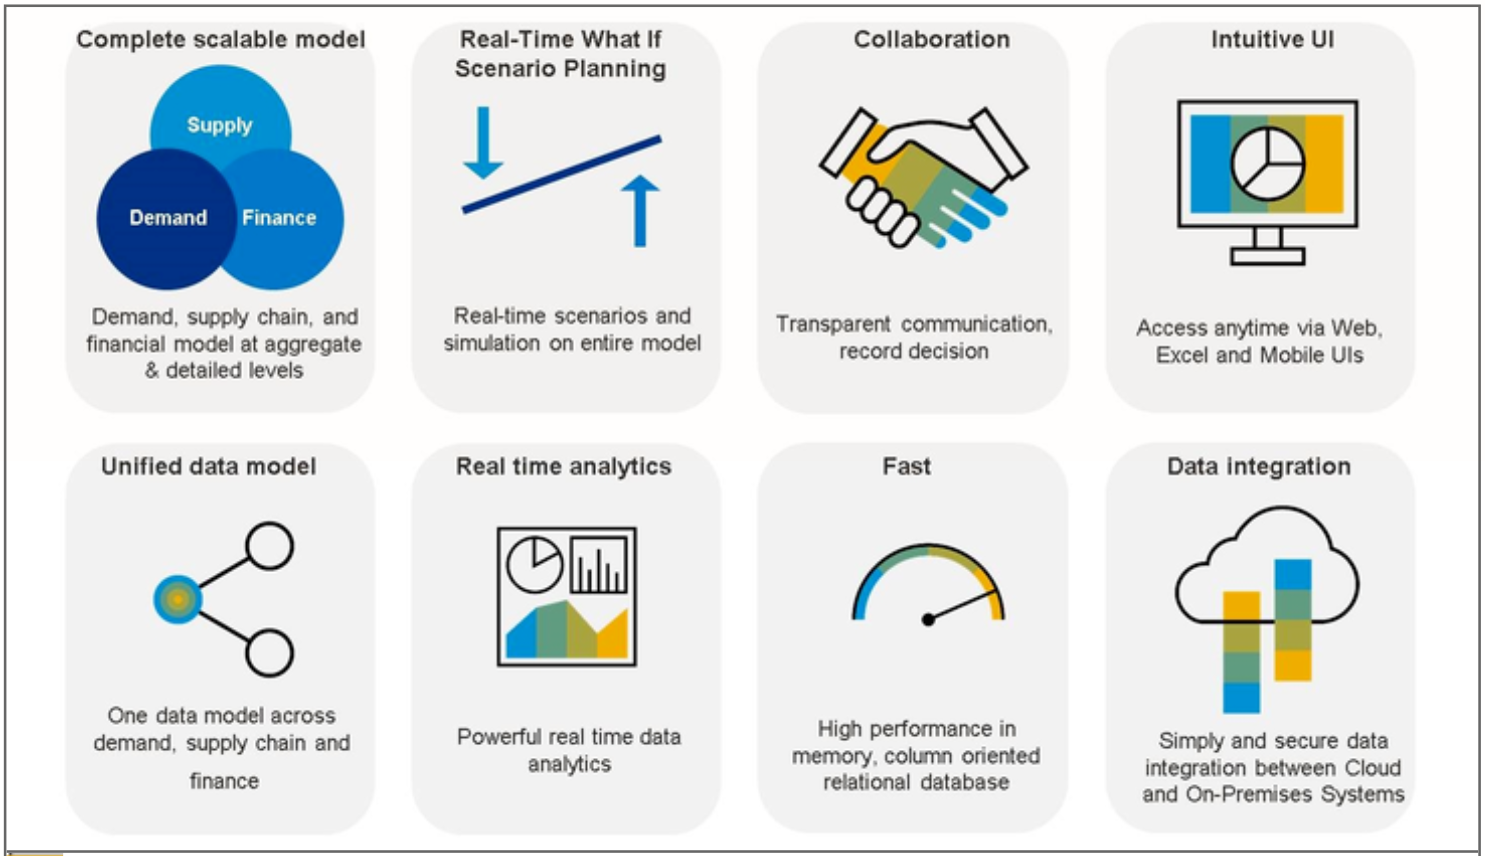 Complete scalable model
Supply
Demand
Finance
Demand, supply chain, and
financial model at aggregate
& detailed levels
Real-Time What If
Scenario Planning
Real-time scenarios and
simulation on entire model
Collaboration
Transparent communication,
record decision
Intuitive UI
Access anytime via Web,
Excel and Mobile UIs
Unified data model
One data model across
demand, supply chain and
finance
Real time analytics
Powerful real time data
analytics
Fast
High performance in
memory, column oriented
relational database
Data integration
Simply and secure data
integration between Cloud
and On-Premises Systems